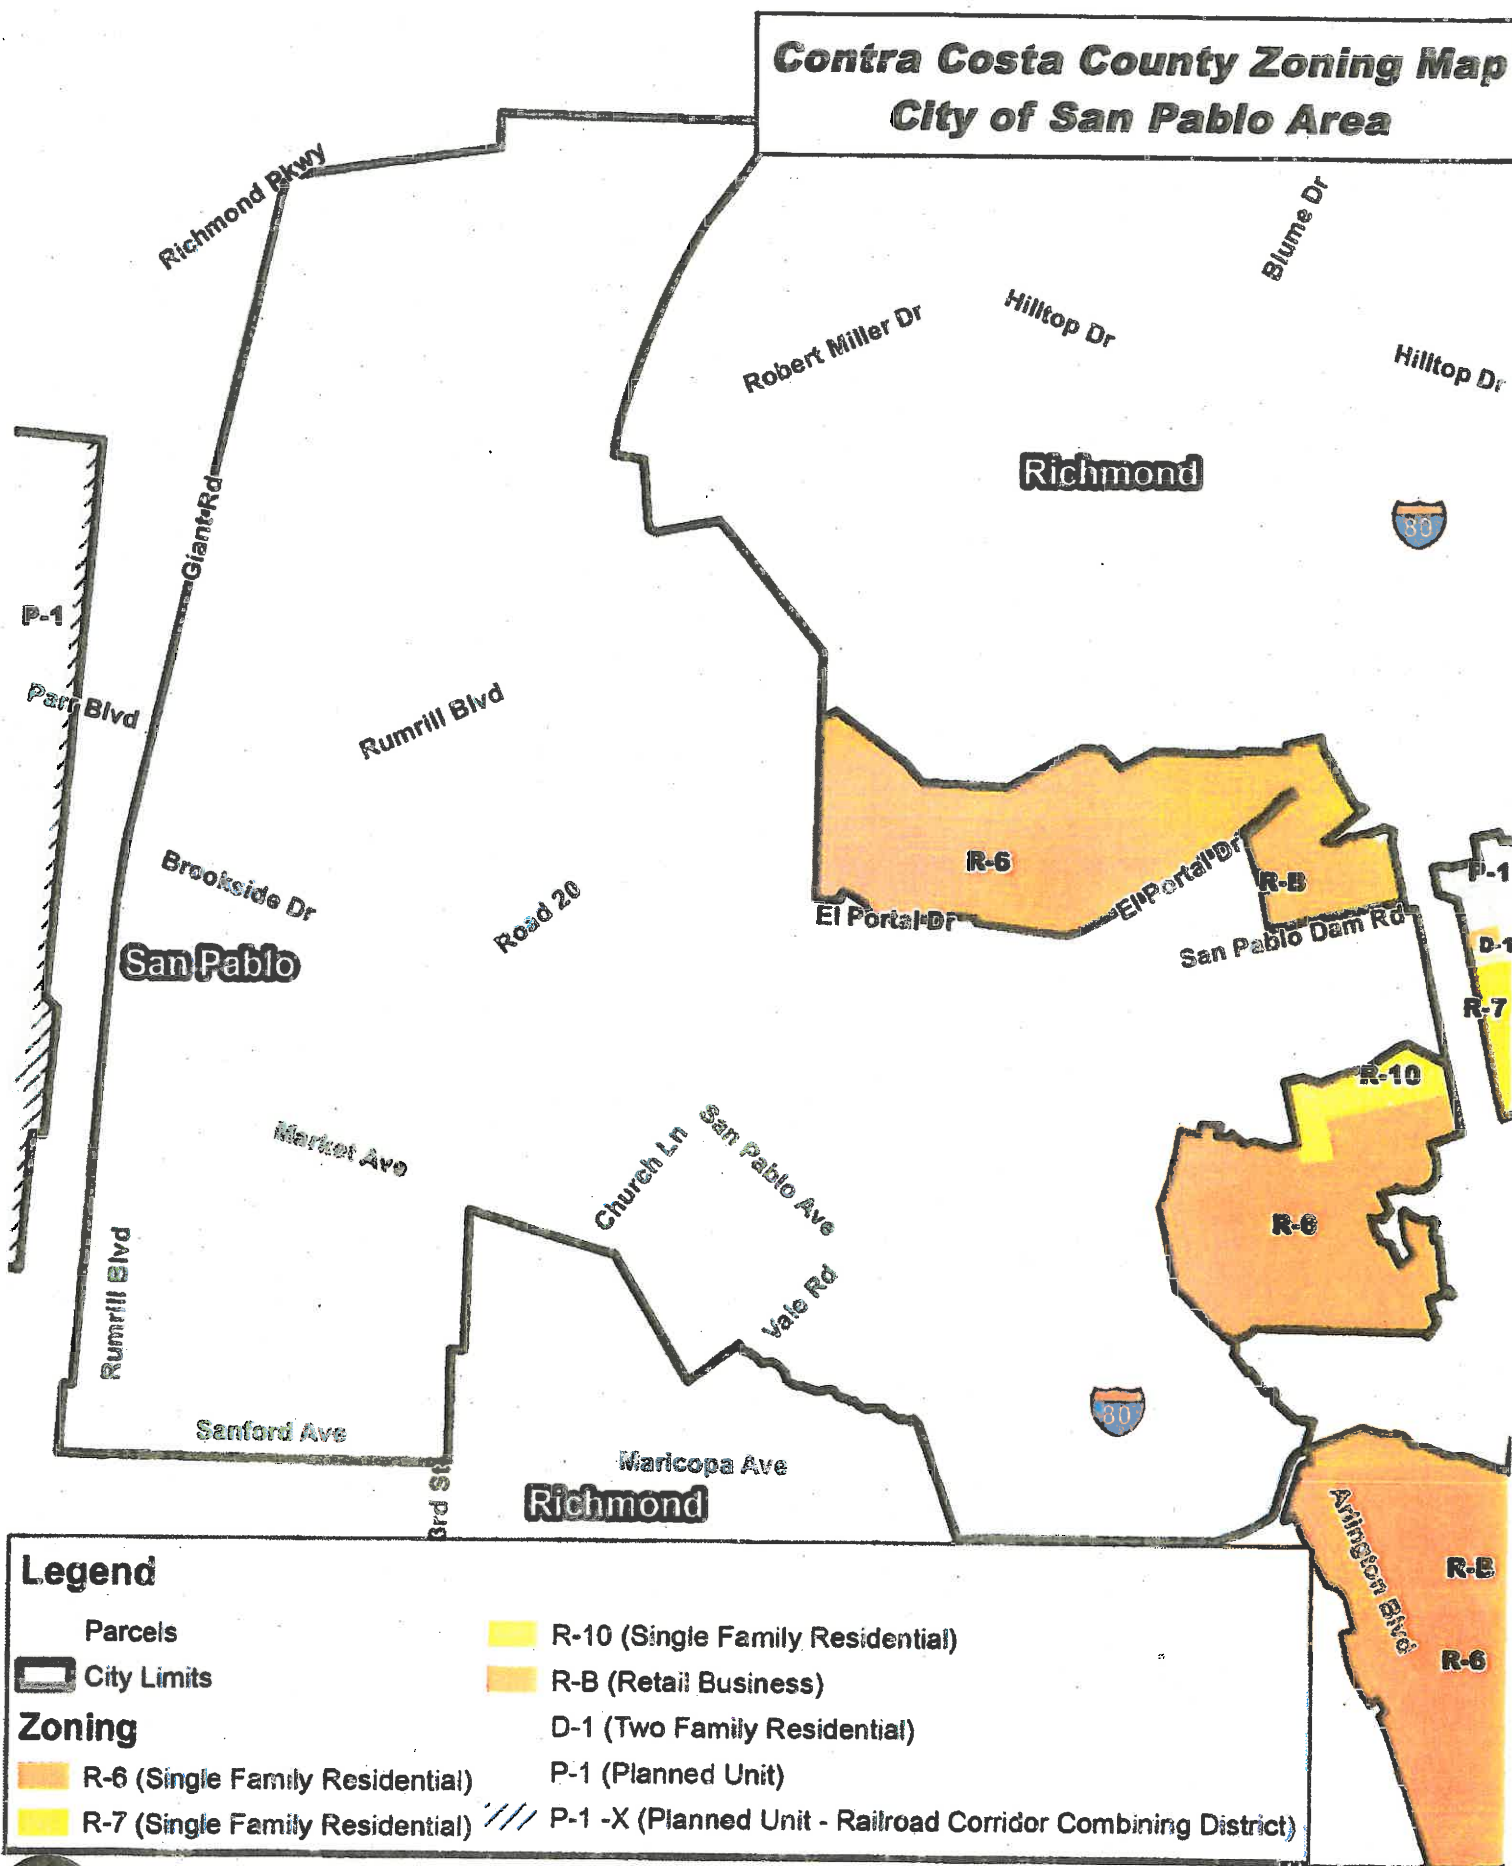 Contra Costa County Zoning Map
City of San Pablo Area
Richmond Pkwy
Blume Dr
Robert Miller Dr
Hilltop Dr
Hilltop Dr
Richmond
80
Giant Rd
P-1
Parr Blvd
Rumrill Blvd
R-6
El Portal Dr
R-B
P-1
Brookside Dr
Road 20
El Portal Dr
San Pablo Dam Rd
D-1
San Pablo
R-7
R-10
Market Ave
Church Ln
San Pablo Ave
R-6
Rumrill Blvd
Vale Rd
80
Sanford Ave
Maricopa Ave
3rd St
Richmond
Arlington Blvd
R-B
R-6
Legend
Parcels
City Limits
Zoning
R-6 (Single Family Residential)
R-7 (Single Family Residential)
R-10 (Single Family Residential)
R-B (Retail Business)
D-1 (Two Family Residential)
P-1 (Planned Unit)
P-1 -X (Planned Unit - Railroad Corridor Combining District)